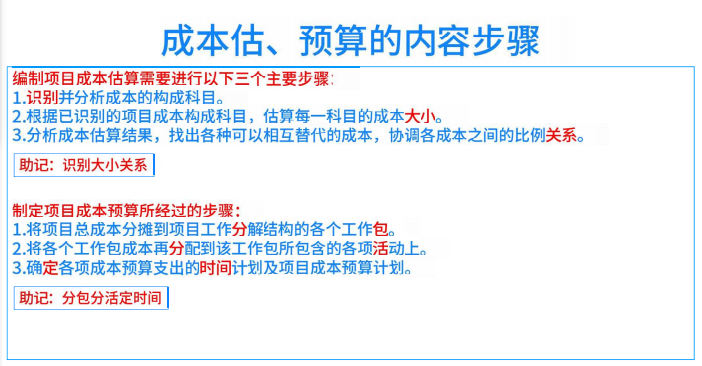 成本估、预算的内容步骤
编制项目成本估算需要进行以下三个主要步骤:
1.识别并分析成本的构成科目。
2.根据已识别的项目成本构成科目，估算每一科目的成本大小。
3.分析成本估算结果，找出各种可以相互替代的成本，协调各成本之间的比例关系。
助记：识别大小关系
制定项目成本预算所经过的步骤：
1.将项目总成本分摊到项目工作分解结构的各个工作包。
2.将各个工作包成本再分配到该工作包所包含的各项活动上。
3.确定各项成本预算支出的时间计划及项目成本预算计划。
助记：分包分活定时间